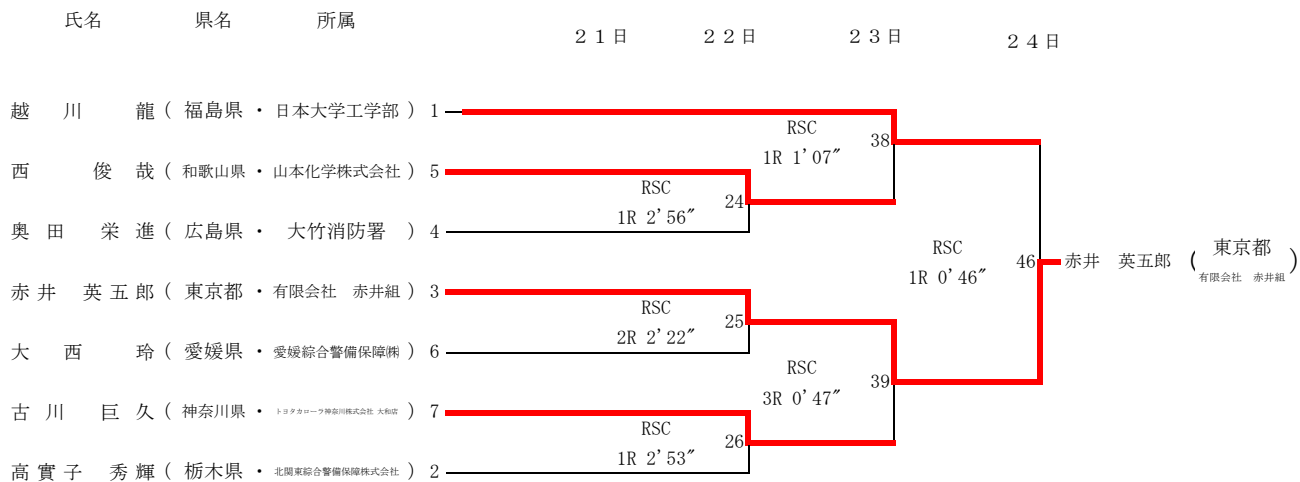 氏名 県名 所属
21日 22日 23日 24日
越川 龍 ( 福島県 ・ 日本大学工学部 ) 1
RSC
1R 1'07″
38
西 俊哉 ( 和歌山県 ・ 山本化学株式会社 ) 5
RSC
1R 2'56″
24
奥田 栄進 ( 広島県 ・ 大竹消防署 ) 4
RSC
1R 0'46″
46 赤井 英五郎 ( 東京都 有限会社 赤井組 )
赤井 英五郎 ( 東京都 ・ 有限会社 赤井組 ) 3
RSC
2R 2'22″
25
大西 玲 ( 愛媛県 ・ 愛媛綜合警備保障㈱ ) 6
RSC
3R 0'47″
39
古川 巨久 ( 神奈川県 ・ トヨタカローラ神奈川株式会社 大和店 ) 7
RSC
1R 2'53″
26
高實子 秀輝 ( 栃木県 ・ 北関東綜合警備保障株式会社 ) 2